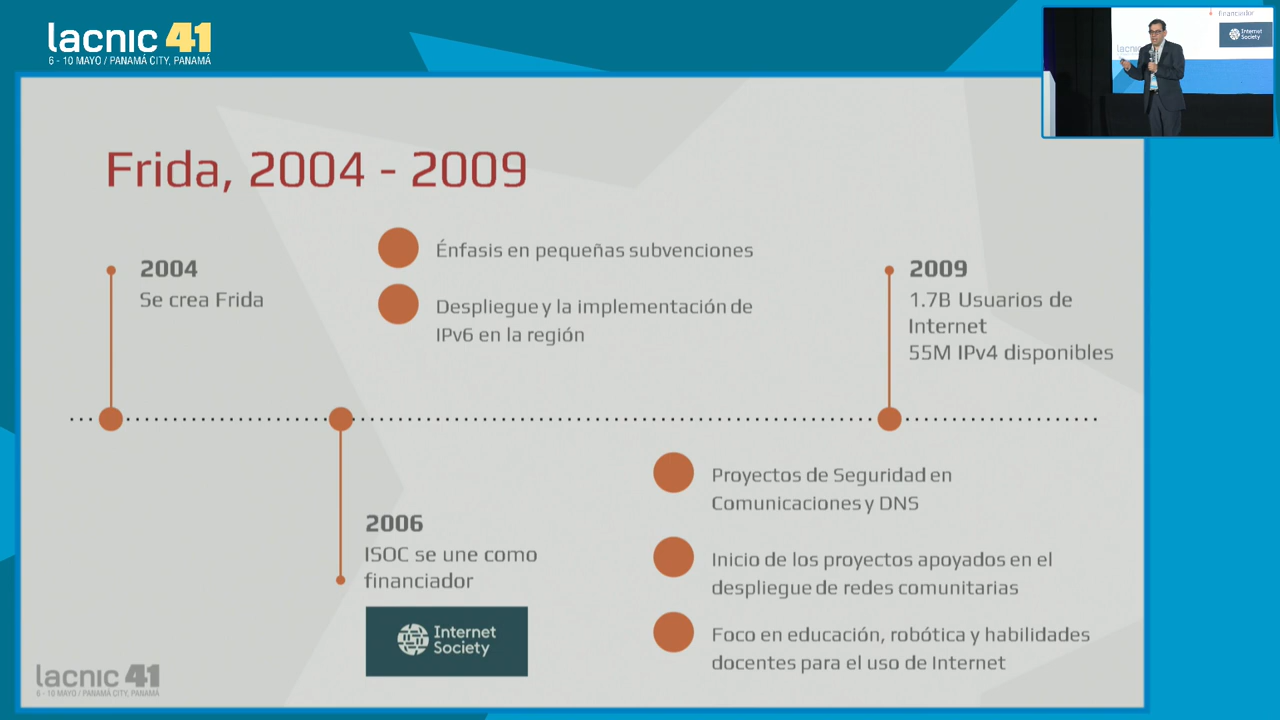 lacnic 41
6 - 10 MAYO / PANAMÁ CITY, PANAMÁ
financiador
Internet
Society
lacnic
Frida, 2004 - 2009
2004
Se crea Frida
Énfasis en pequeñas subvenciones
Despliegue y la implementación de
IPv6 en la región
2009
1.7B Usuarios de
Internet
55M IPv4 disponibles
2006
ISOC se une como
financiador
Internet
Society
Proyectos de Seguridad en
Comunicaciones y DNS
Inicio de los proyectos apoyados en el
despliegue de redes comunitarias
Foco en educación, robótica y habilidades
docentes para el uso de Internet
lacnic 41
6 - 10 MAYO / PANAMÁ CITY, PANAMÁ